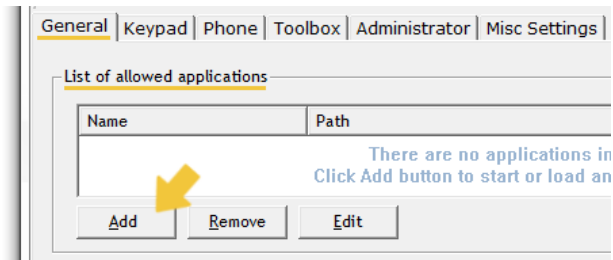 General Keypad Phone Toolbox Administrator Misc Settings
List of allowed applications
Name Path
There are no applications in
Click Add button to start or load an
Add Remove Edit